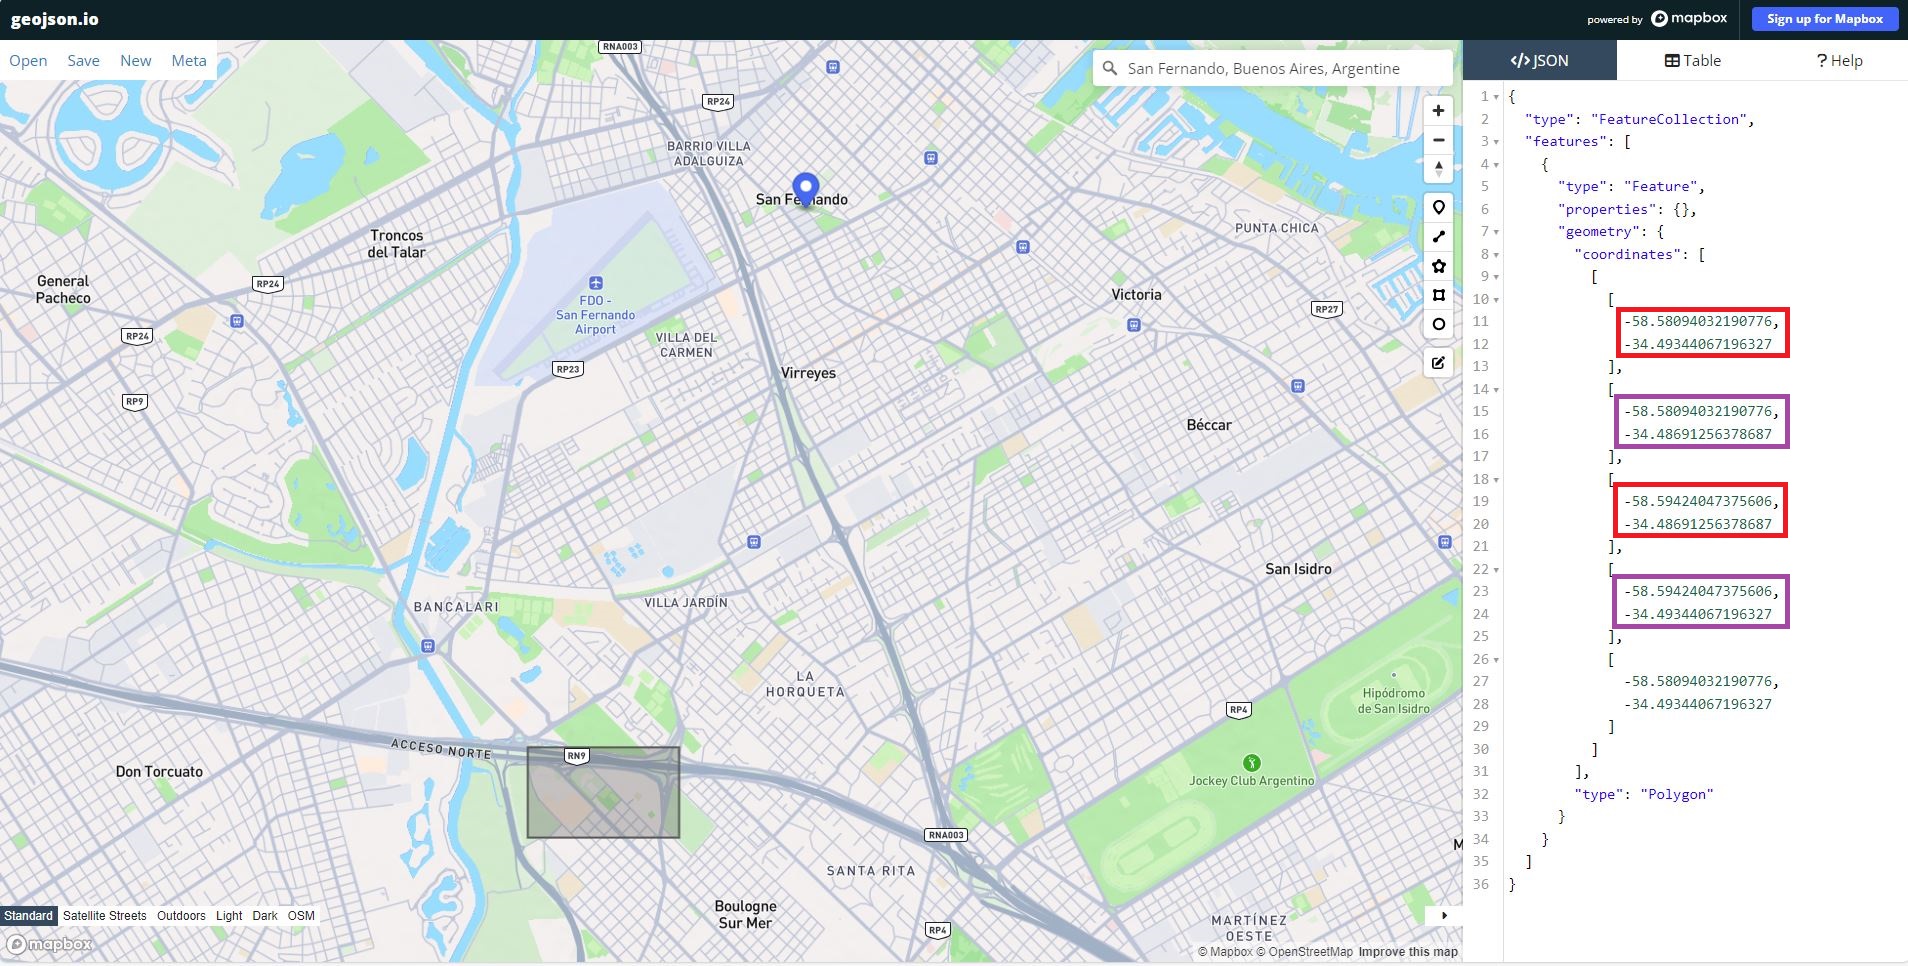 geojson.io
powered by mapbox
Sign up for Mapbox
Open Save New Meta
San Fernando, Buenos Aires, Argentine
</>JSON
Table
? Help
RNA003
RP24
BARRIO VILLA
ADALGUIZA
San Fernando
PUNTA CHICA
Troncos
del Talar
General
Pacheco
RP24
FDO -
San Fernando
Airport
Victoria
RP27
RP24
VILLA DEL
CARMEN
RP23
Virreyes
RP9
Béccar
San Isidro
BANCALARI
VILLA JARDÍN
LA
HORQUETA
Hipódromo
de San Isidro
RP4
ACCESO NORTE
RN9
Don Torcuato
Jockey Club Argentino
RNA003
M
SANTA RITA
Boulogne
Sur Mer
RP4
MARTÍNEZ
OESTE
Standard Satellite Streets Outdoors Light Dark OSM
mapbox
© Mapbox © OpenStreetMap Improve this map
1 {
2 "type": "FeatureCollection",
3 "features": [
4 {
5 "type": "Feature",
6 "properties": {},
7 "geometry": {
8 "coordinates": [
9 [
10 [
11 -58.58094032190776,
12 -34.49344067196327
13 ],
14 [
15 -58.58094032190776,
16 -34.48691256378687
17 ],
18 [
19 -58.59424047375606,
20 -34.48691256378687
21 ],
22 [
23 -58.59424047375606,
24 -34.49344067196327
25 ],
26 [
27 -58.58094032190776,
28 -34.49344067196327
29 ]
30 ]
31 ],
32 "type": "Polygon"
33 }
34 }
35 ]
36 }